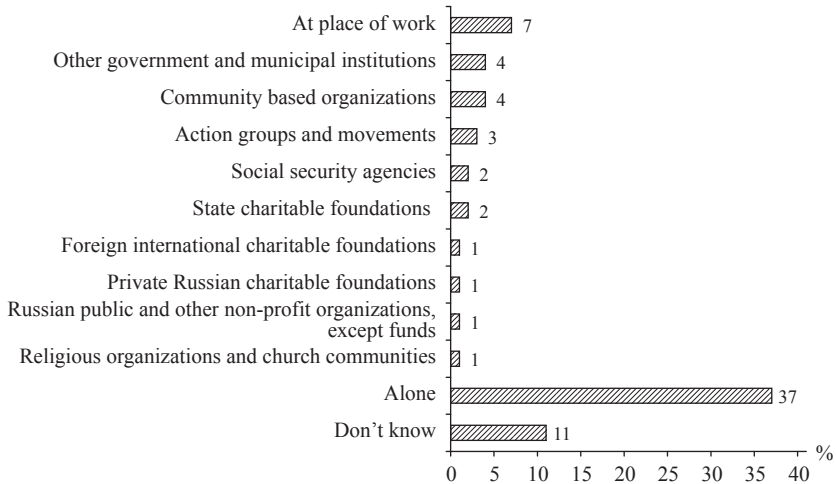 At place of work 7
Other government and municipal institutions 4
Community based organizations 4
Action groups and movements 3
Social security agencies 2
State charitable foundations 2
Foreign international charitable foundations 1
Private Russian charitable foundations 1
Russian public and other non-profit organizations,
except funds 1
Religious organizations and church communities 1
Alone 37
Don’t know 11
0 5 10 15 20 25 30 35 40 %